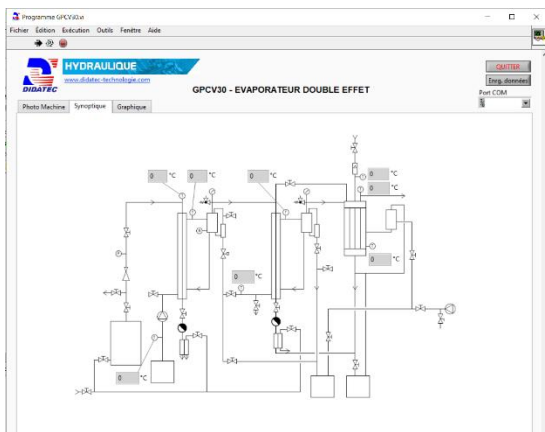 Programme GPCV30.vi
Fichier Édition Exécution Outils Fenêtre Aide
HYDRAULIQUE
www.didatec-technologie.com
DIDATEC
GPCV30 - EVAPORATEUR DOUBLE EFFET
QUITTER
Enrg. données
Port COM
Photo Machine Synoptique Graphique
0 °C
0 °C
0 °C
0 °C
0 °C
0 °C
0 °C
0 °C